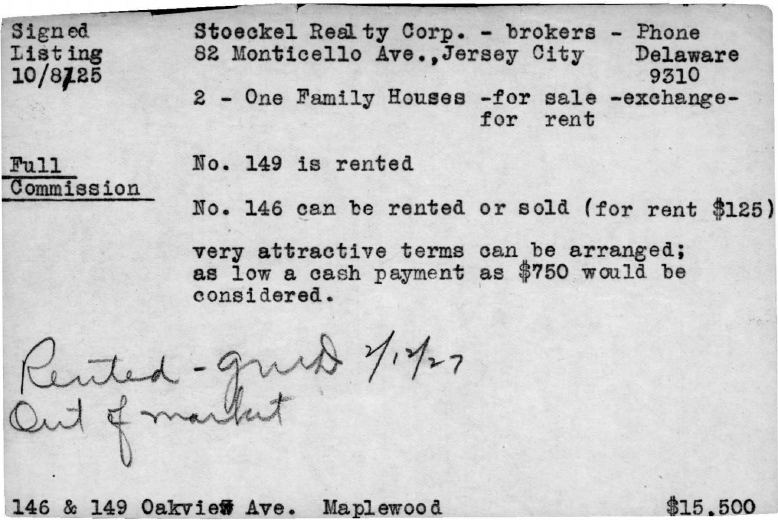 Signed Stoeckel Realty Corp. - brokers - Phone
Listing 82 Monticello Ave.,Jersey City Delaware
10/8/25 9310
2 - One Family Houses -for sale -exchange-
for rent
Full No. 149 is rented
Commission
No. 146 can be rented or sold (for rent $125)
very attractive terms can be arranged;
as low a cash payment as $750 would be
considered.
Rented - 2/12/27
Out of market
146 & 149 Oakview Ave. Maplewood $15,500